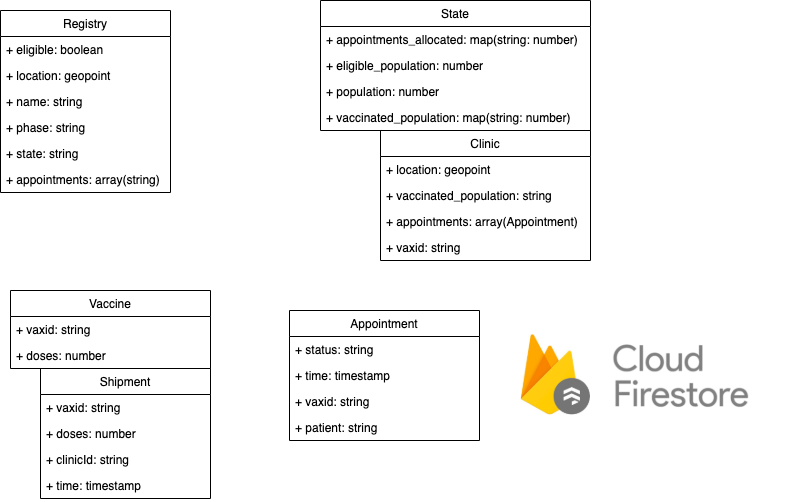 Registry
+ eligible: boolean
+ location: geopoint
+ name: string
+ phase: string
+ state: string
+ appointments: array(string)
State
+ appointments_allocated: map(string: number)
+ eligible_population: number
+ population: number
+ vaccinated_population: map(string: number)
Clinic
+ location: geopoint
+ vaccinated_population: string
+ appointments: array(Appointment)
+ vaxid: string
Vaccine
+ vaxid: string
+ doses: number
Shipment
+ vaxid: string
+ doses: number
+ clinicId: string
+ time: timestamp
Appointment
+ status: string
+ time: timestamp
+ vaxid: string
+ patient: string
Cloud
Firestore